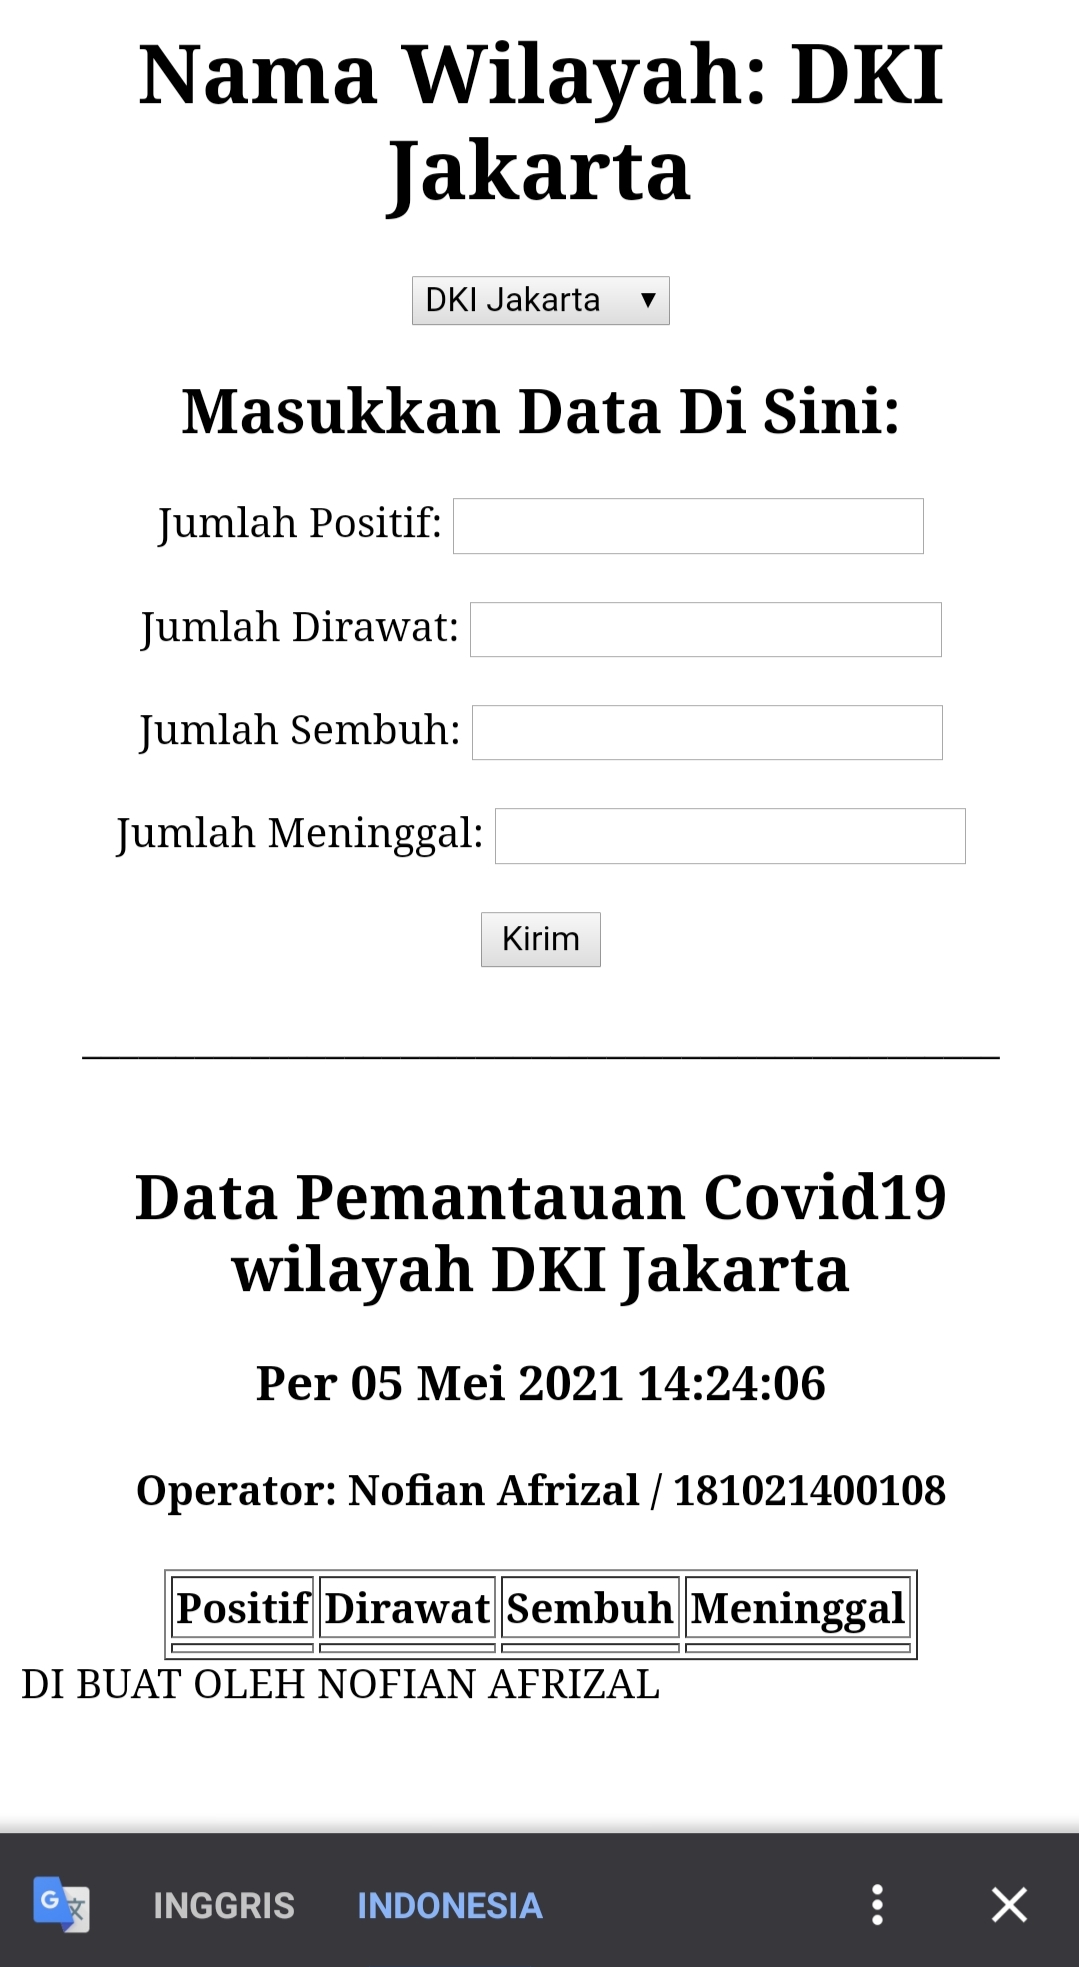 Nama Wilayah: DKI
Jakarta
DKI Jakarta
Masukkan Data Di Sini:
Jumlah Positif:
Jumlah Dirawat:
Jumlah Sembuh:
Jumlah Meninggal:
Kirim
Data Pemantauan Covid19
wilayah DKI Jakarta
Per 05 Mei 2021 14:24:06
Operator: Nofian Afrizal / 181021400108
Positif Dirawat Sembuh Meninggal
DI BUAT OLEH NOFIAN AFRIZAL
G 文 INGGRIS INDONESIA